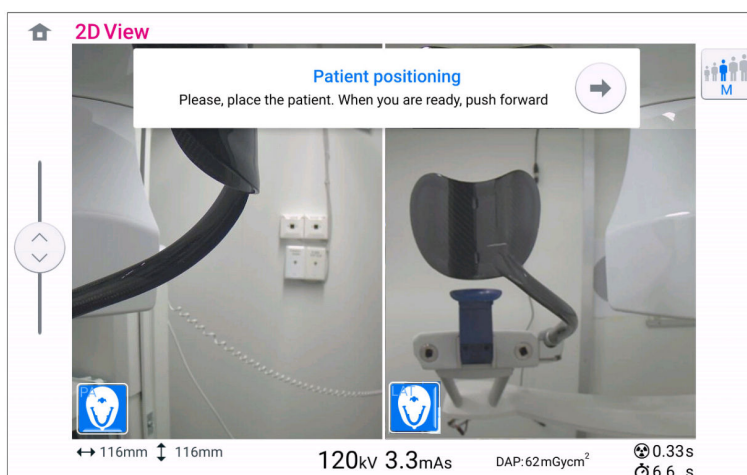 2D View
Patient positioning
Please, place the patient. When you are ready, push forward
M
PA
LAT
116mm 116mm
120kV 3.3mAs
DAP:62mGycm²
0.33s
6.6 s